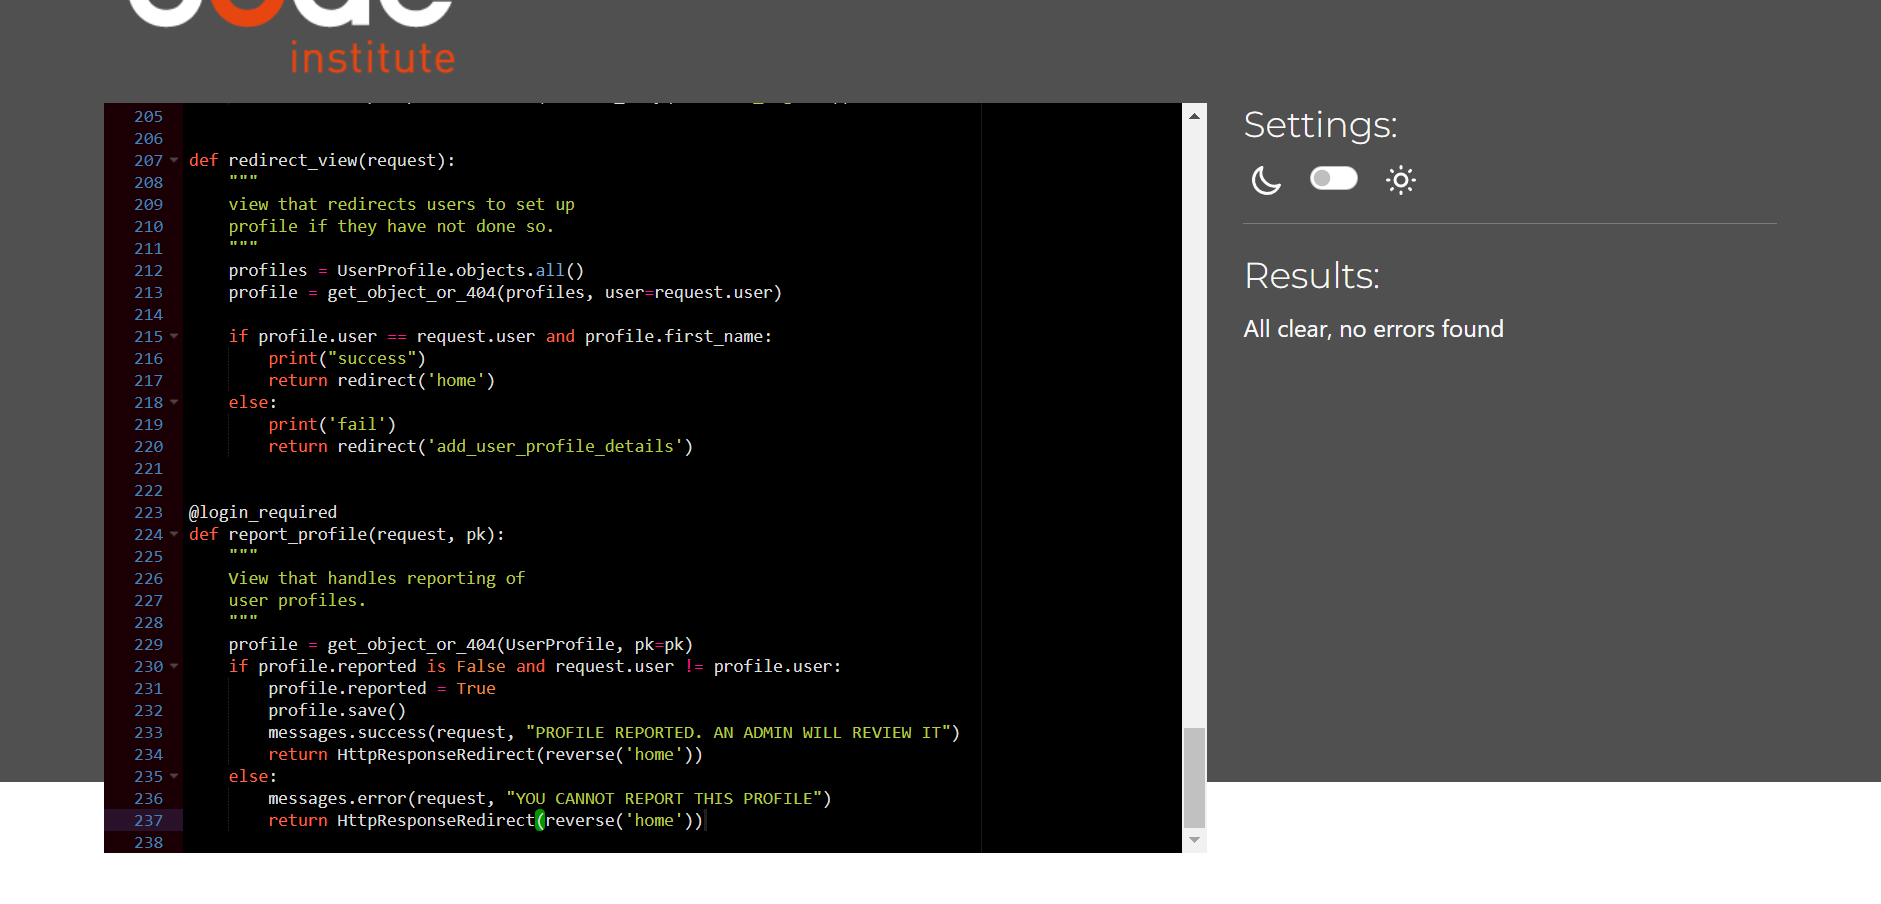 code
institute
205
206
207 def redirect_view(request):
208 """
209 view that redirects users to set up
210 profile if they have not done so.
211 """
212 profiles = UserProfile.objects.all()
213 profile = get_object_or_404(profiles, user=request.user)
214
215 if profile.user == request.user and profile.first_name:
216 print("success")
217 return redirect('home')
218 else:
219 print('fail')
220 return redirect('add_user_profile_details')
221
222
223 @login_required
224 def report_profile(request, pk):
225 """
226 View that handles reporting of
227 user profiles.
228 """
229 profile = get_object_or_404(UserProfile, pk=pk)
230 if profile.reported is False and request.user != profile.user:
231 profile.reported = True
232 profile.save()
233 messages.success(request, "PROFILE REPORTED. AN ADMIN WILL REVIEW IT")
234 return HttpResponseRedirect(reverse('home'))
235 else:
236 messages.error(request, "YOU CANNOT REPORT THIS PROFILE")
237 return HttpResponseRedirect(reverse('home'))
238
Settings:
Results:
All clear, no errors found